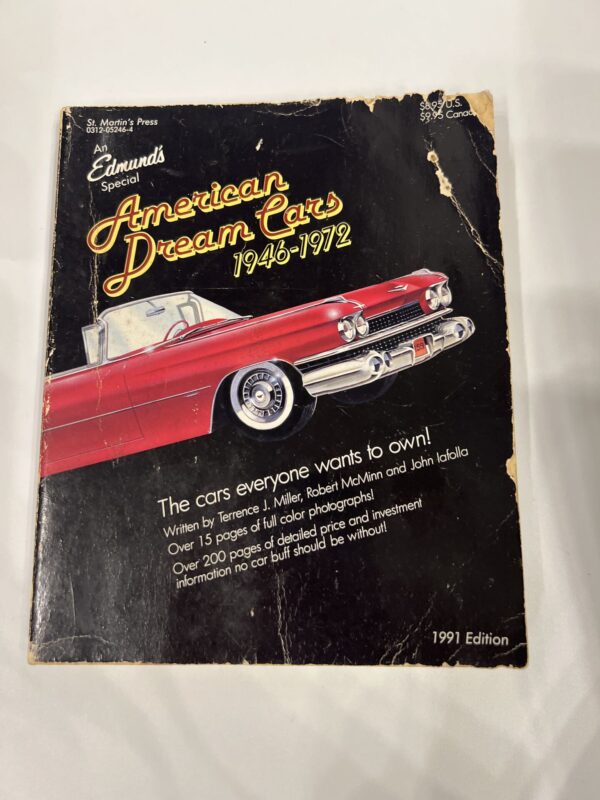 St. Martin's Press
0312-05246-4
$8.95 U.S.
$9.95 Canada
An
Edmund's
Special
American
Dream Cars
1946-1972
The cars everyone wants to own!
Written by Terrence J. Miller, Robert McMinn and John Iafolla
Over 15 pages of full color photographs!
Over 200 pages of detailed price and investment
information no car buff should be without!
1991 Edition